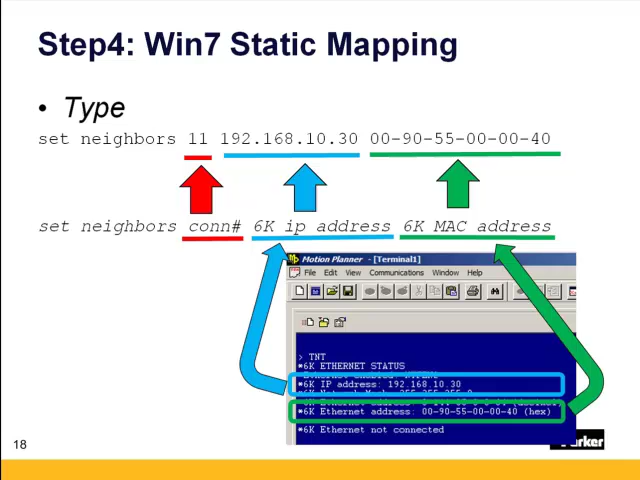 Step4: Win7 Static Mapping
• Type
set neighbors 11 192.168.10.30 00-90-55-00-00-40
set neighbors conn# 6K ip address 6K MAC address
Motion Planner - [Terminal1]
File Edit View Communications Window Help
> TNT
*6K ETHERNET STATUS
*6K IP address: 192.168.10.30
*6K Ethernet address: 00-90-55-00-00-40 (hex)
*6K Ethernet not connected
18
Parker